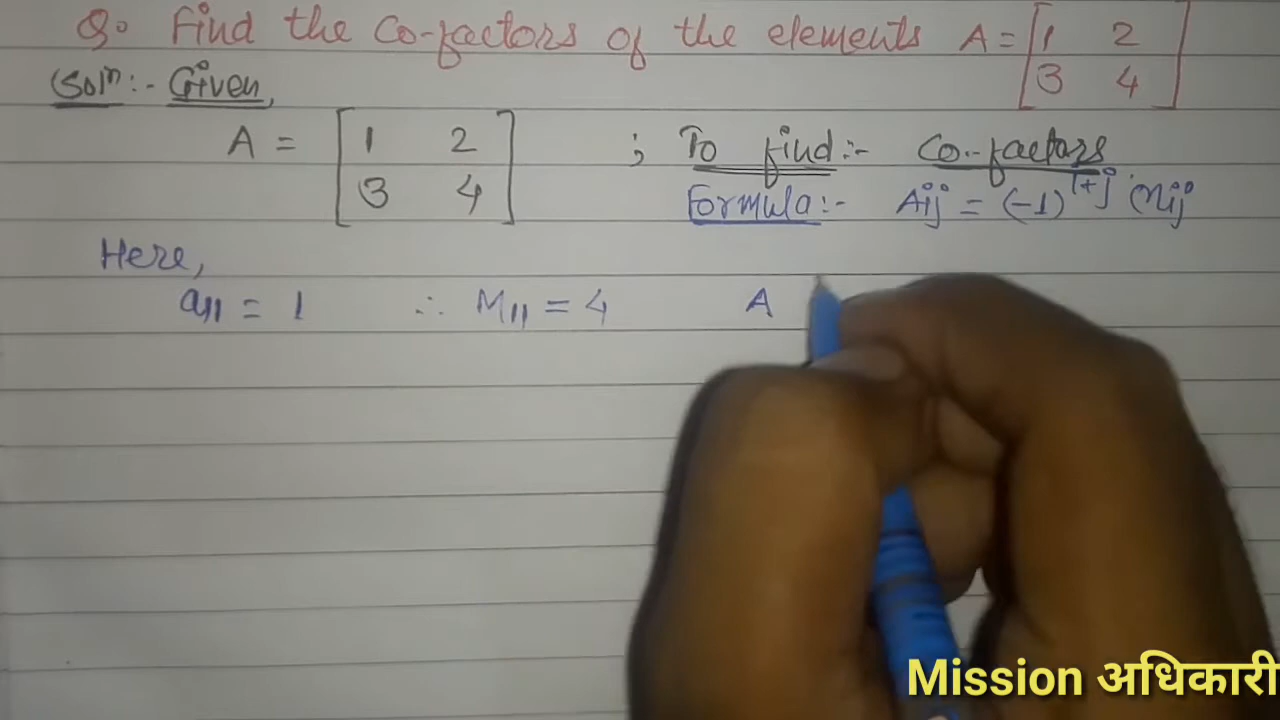 Q. Find the Co-factors of the elements A = [1 2
3 4]
Solⁿ:- Given,
A = [1 2
3 4] ; To find:- Co-factors
Formula:- Aij = (-1)^i+j Mij
Here,
a11 = 1 ∴ M11 = 4 A
Mission अधिकारी